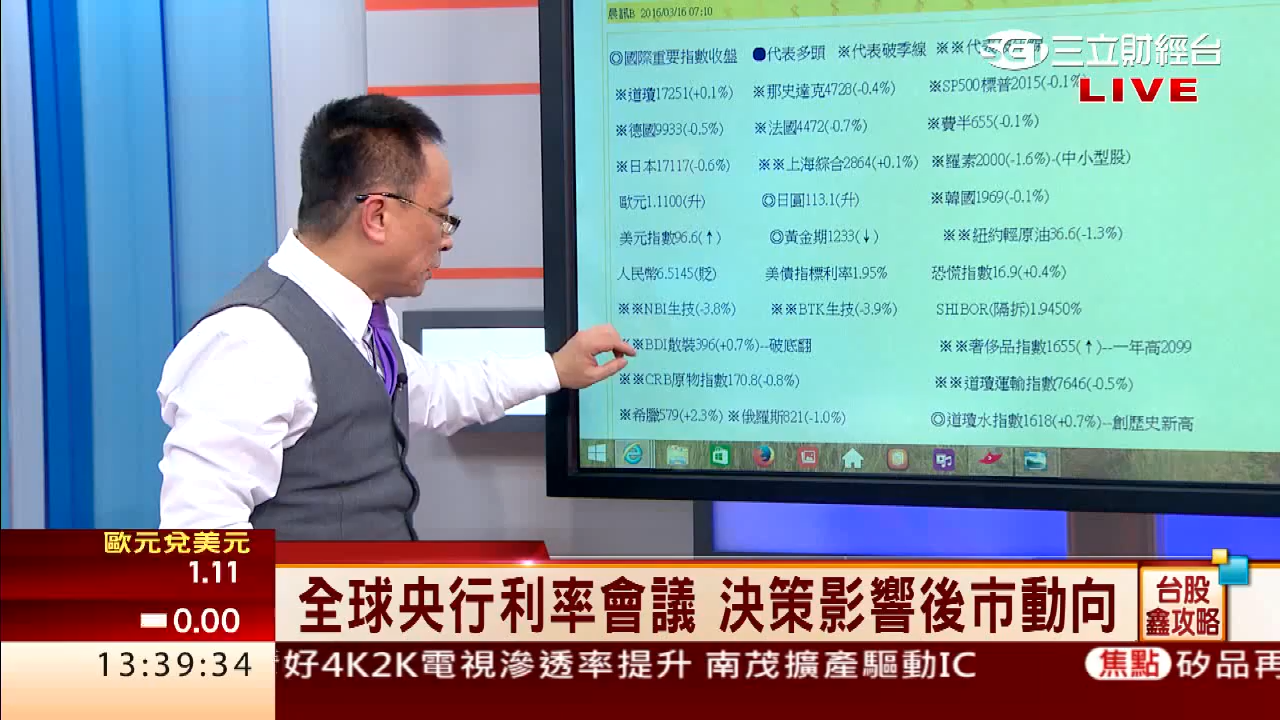 晨訊B 2016/03/16 07:10
◎國際重要指數收盤 ●代表多頭 ※代表破季線 ※※代表
三立財經台
LIVE
※道瓊17251(+0.1%) ※那史達克4728(-0.4%) ※SP500標普2015(-0.1%
※德國9933(-0.5%) ※法國4472(-0.7%) ※費半655(-0.1%)
※日本17117(-0.6%) ※※上海綜合2864(+0.1%) ※羅素2000(-1.6%)-(中小型股)
歐元1.1100(升) ◎日圓113.1(升) ※韓國1969(-0.1%)
美元指數96.6(↑) ◎黃金期1233(↓) ※※紐約輕原油36.6(-1.3%)
人民幣6.5145(貶) 美債指標利率1.95% 恐慌指數16.9(+0.4%)
※※NBI生技(-3.8%) ※※BTK生技(-3.9%) SHIBOR(隔拆)1.9450%
※BDI散裝396(+0.7%)--破底翻 ※※奢侈品指數1655(↑)--一年高2099
※※CRB原物指數170.8(-0.8%) ※※道瓊運輸指數7646(-0.5%)
※希臘579(+2.3%) ※俄羅斯821(-1.0%) ◎道瓊水指數1618(+0.7%)--創歷史新高
歐元兌美元
1.11
0.00
全球央行利率會議 決策影響後市動向
台股
鑫攻略
13:39:34
好4K2K電視滲透率提升 南茂擴產驅動IC
焦點 矽品再